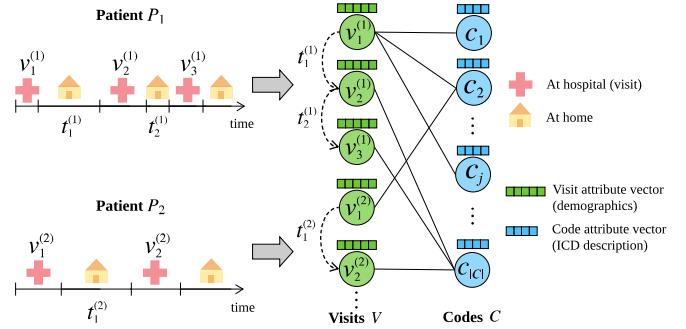 Patient P₁
v₁⁽¹⁾ v₂⁽¹⁾ v₃⁽¹⁾
t₁⁽¹⁾ t₂⁽¹⁾ time
Patient P₂
v₁⁽²⁾ v₂⁽²⁾
t₁⁽²⁾ time
v₁⁽¹⁾ c₁
t₁⁽¹⁾
v₂⁽¹⁾ c₂
t₂⁽¹⁾
v₃⁽¹⁾
c_j
v₁⁽²⁾
t₁⁽²⁾
v₂⁽²⁾ c_|C|
Visits V Codes C
At hospital (visit)
At home
Visit attribute vector
(demographics)
Code attribute vector
(ICD description)